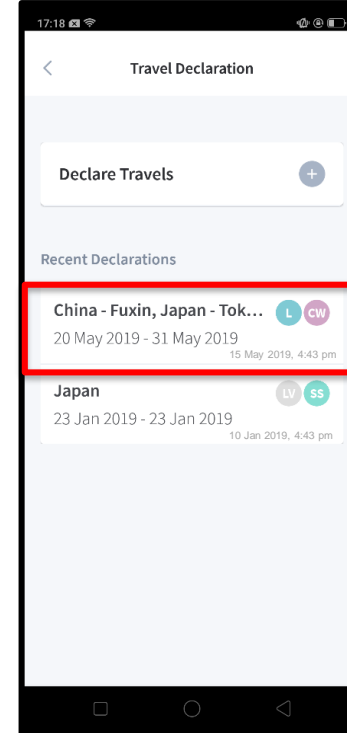 17:18
Travel Declaration
Declare Travels
Recent Declarations
China - Fuxin, Japan - Tok... L CW
20 May 2019 - 31 May 2019
15 May 2019, 4:43 pm
Japan LV SS
23 Jan 2019 - 23 Jan 2019
10 Jan 2019, 4:43 pm